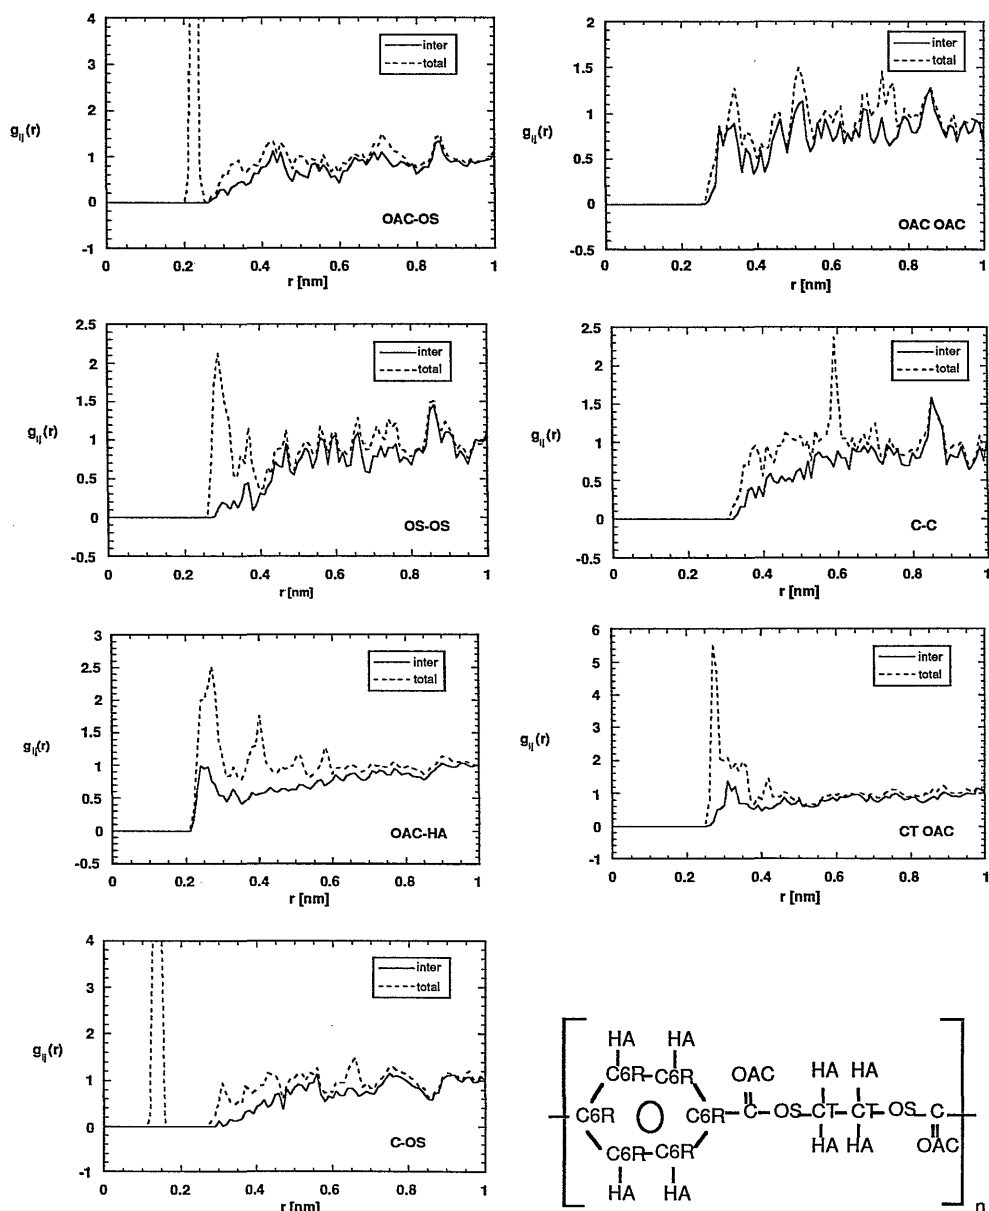 4
3
2
1
0
-1
g_ij(r)
inter
total
OAC-OS
0 0.2 0.4 0.6 0.8 1
r [nm]
2
1.5
1
0.5
0
-0.5
g_ij(r)
inter
total
OAC OAC
0 0.2 0.4 0.6 0.8 1
r [nm]
2.5
2
1.5
1
0.5
0
-0.5
g_ij(r)
inter
total
OS-OS
0 0.2 0.4 0.6 0.8 1
r [nm]
2.5
2
1.5
1
0.5
0
-0.5
g_ij(r)
inter
total
C-C
0 0.2 0.4 0.6 0.8 1
r [nm]
3
2.5
2
1.5
1
0.5
0
-0.5
g_ij(r)
inter
total
OAC-HA
0 0.2 0.4 0.6 0.8 1
r [nm]
6
5
4
3
2
1
0
-1
g_ij(r)
inter
total
CT OAC
0 0.2 0.4 0.6 0.8 1
r [nm]
4
3
2
1
0
-1
g_ij(r)
inter
total
C-OS
0 0.2 0.4 0.6 0.8 1
r [nm]
HA HA
C6R C6R OAC HA HA
C6R C6R C OS CT CT OS C
C6R C6R HA HA OAC
HA HA
n